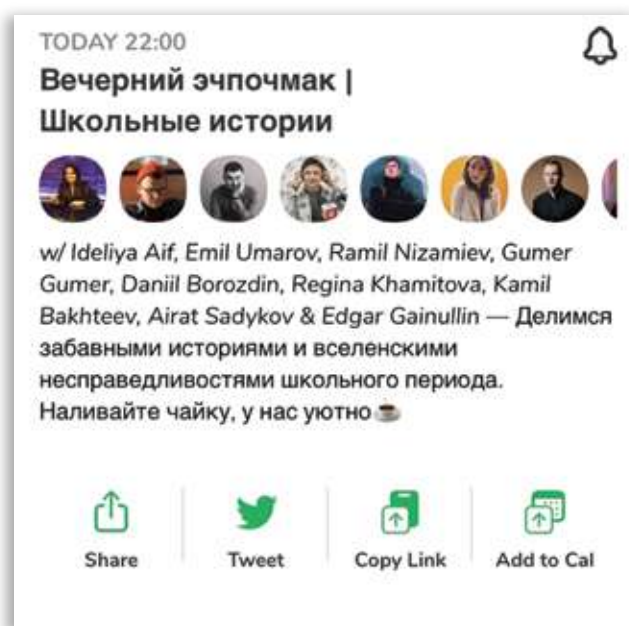 TODAY 22:00
Вечерний эчпочмак |
Школьные истории
w/ Ideliya Aif, Emil Umarov, Ramil Nizamiev, Gumer
Gumer, Daniil Borozdin, Regina Khamitova, Kamil
Bakhteev, Airat Sadykov & Edgar Gainullin — Делимся
забавными историями и вселенскими
несправедливостями школьного периода.
Наливайте чайку, у нас уютно☕
Share
Tweet
Copy Link
Add to Cal